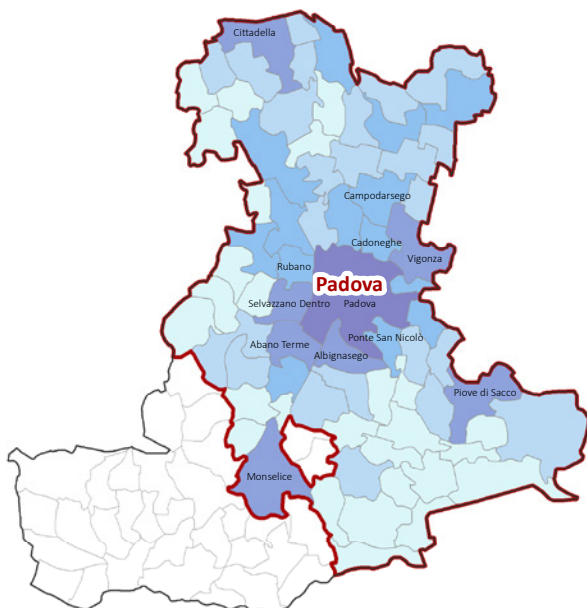 Cittadella
Campodarsego
Cadoneghe
Vigonza
Rubano
Padova
Selvazzano Dentro
Padova
Abano Terme
Ponte San Nicolò
Albignasego
Piove di Sacco
Monselice